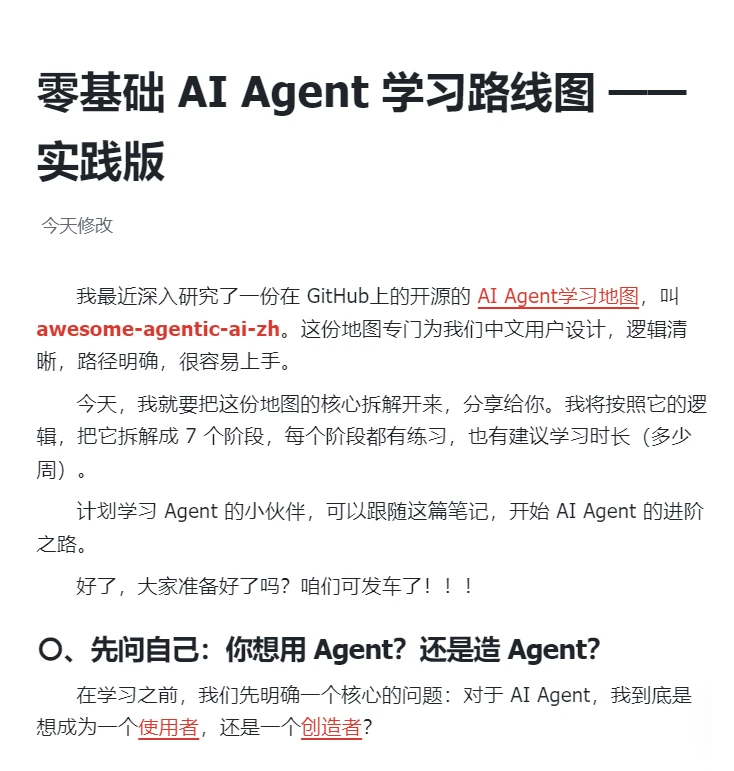 零基础 AI Agent 学习路线图 ——
实践版
今天修改
我最近深入研究了一份在 GitHub上的开源的 AI Agent学习地图，叫
awesome-agentic-ai-zh。这份地图专门为我们中文用户设计，逻辑清
晰，路径明确，很容易上手。
今天，我就要把这份地图的核心拆解开来，分享给你。我将按照它的逻
辑，把它拆解成 7 个阶段，每个阶段都有练习，也有建议学习时长（多少
周）。
计划学习 Agent 的小伙伴，可以跟随这篇笔记，开始 AI Agent 的进阶
之路。
好了，大家准备好了吗？咱们可发车了！！！
〇、先问自己：你想用 Agent？还是造 Agent？
在学习之前，我们先明确一个核心的问题：对于 AI Agent，我到底是
想成为一个使用者，还是一个创造者？